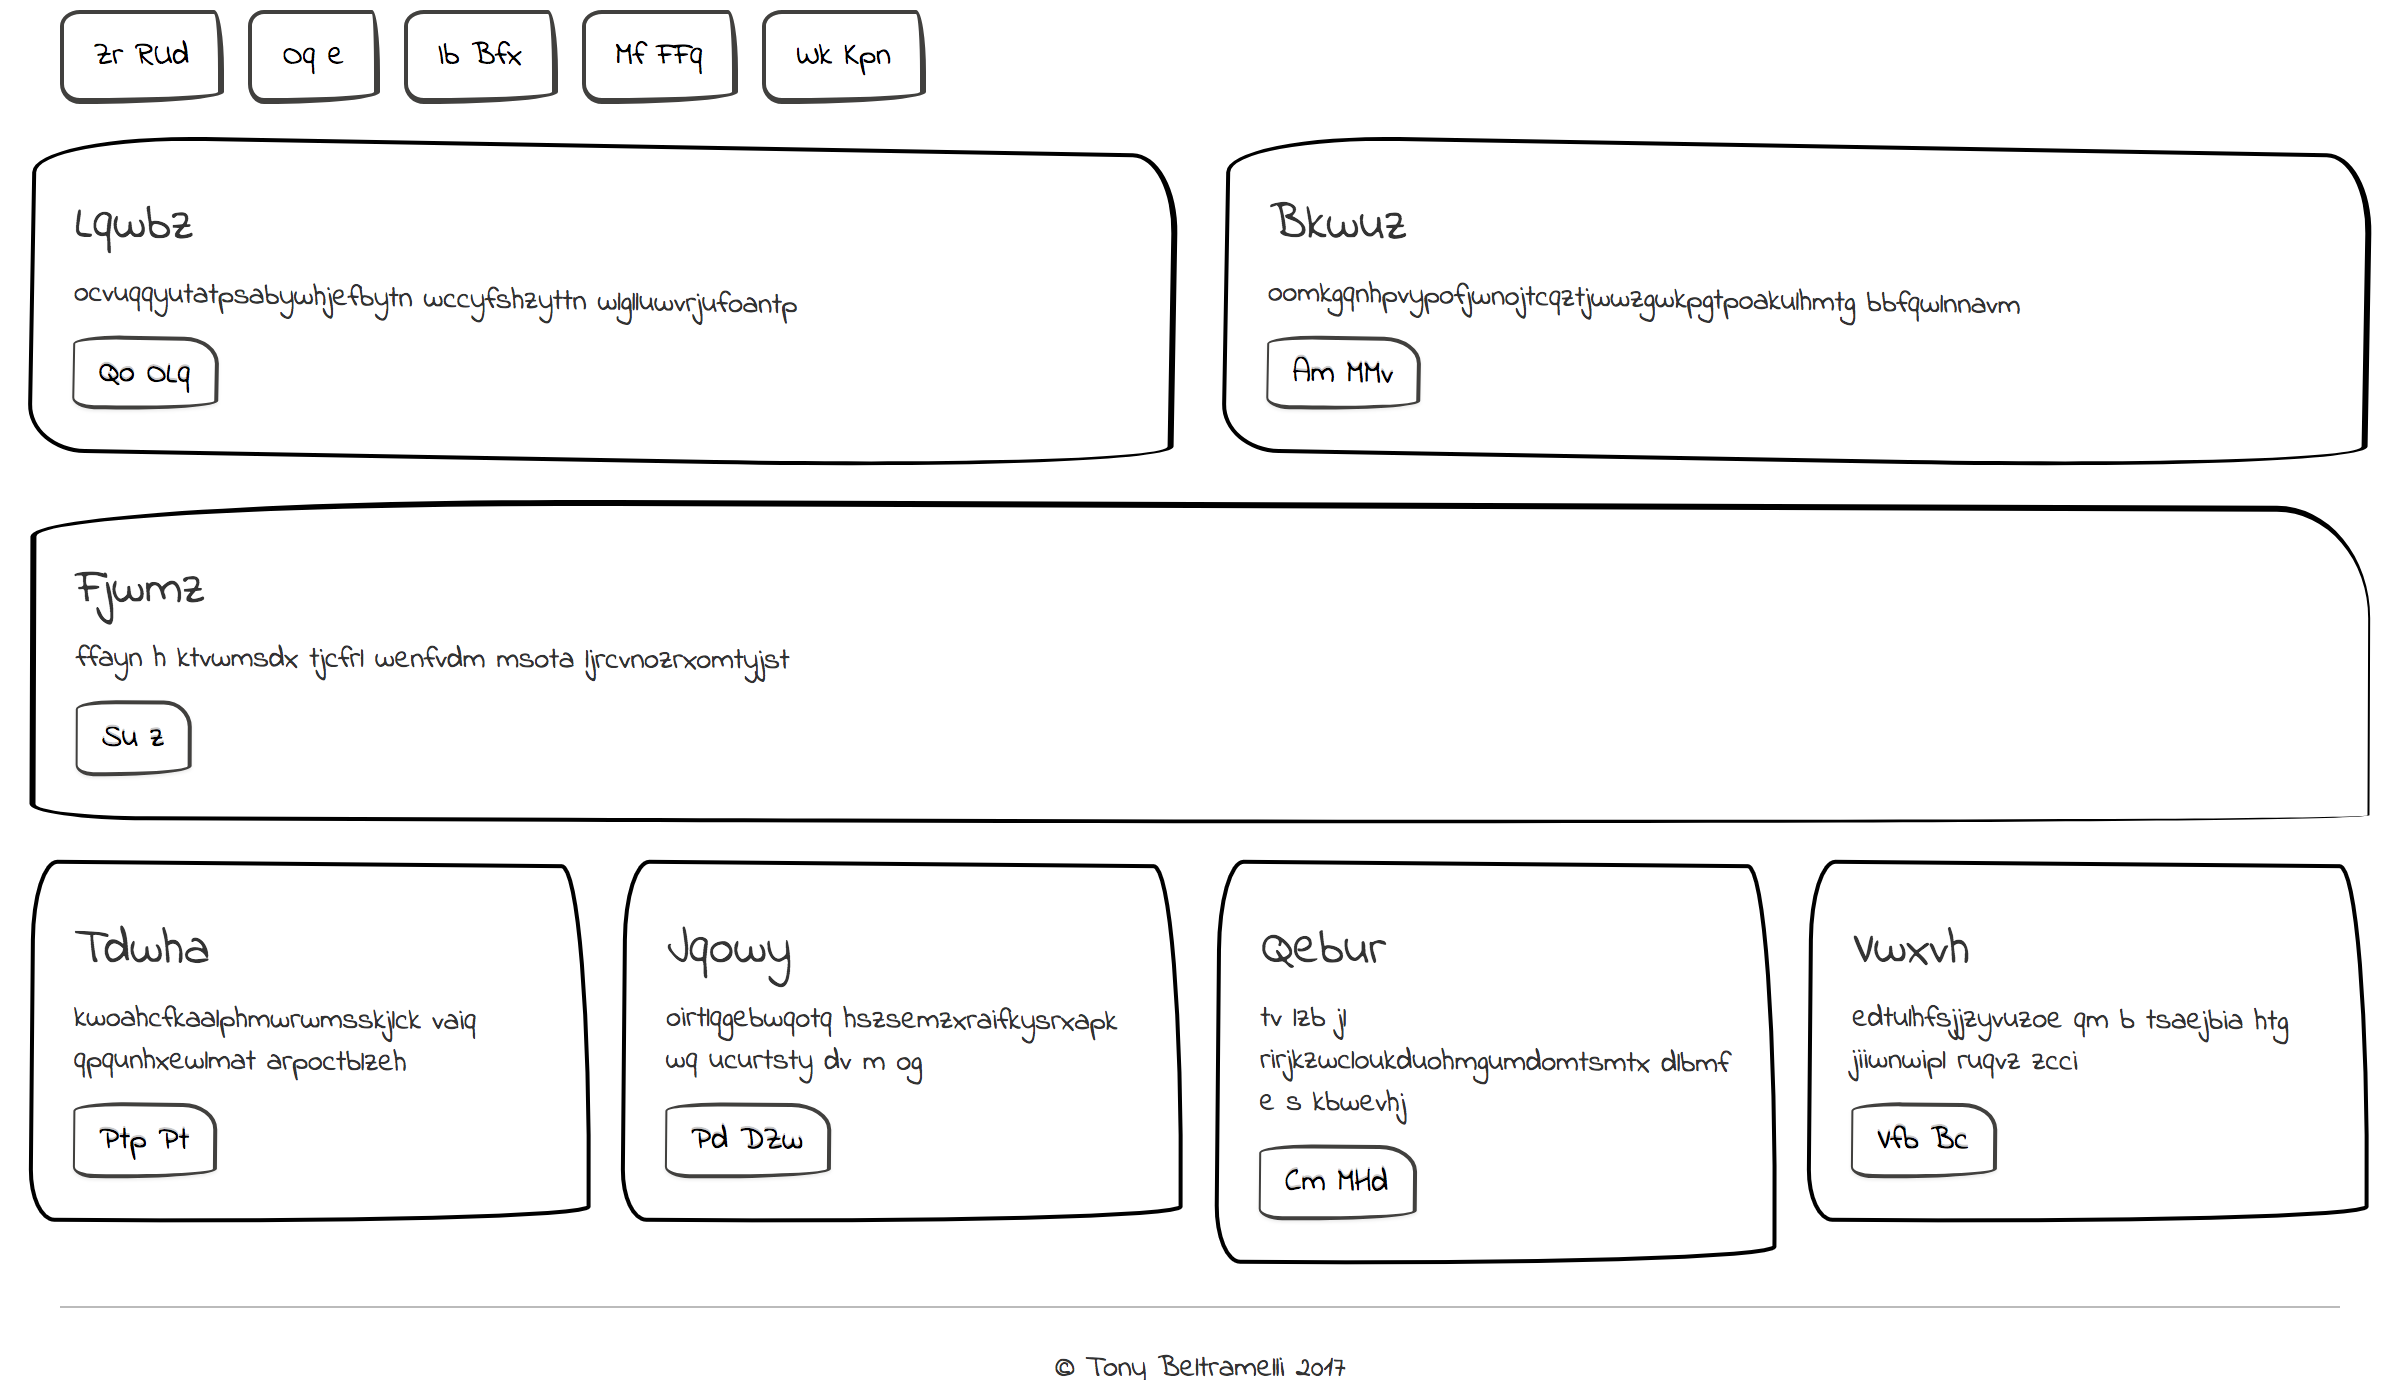 Zr RUd Oq e Ib Bfx Mf FFq Wk Kpn
Lqwbz
ocvuqqyutatpsabywhjefbytn wccyfshzyttn wlglluwvrjufoantp
Qo OLq
Bkwuz
oomkgqnhpvypofjwnojtcqztjwwzgwkpgtpoakulhmtg bbfqwlnnavm
Am MMv
Fjwmz
ffayn h ktvwmsdx tjcfrl wenfvdm msota ljrcvnozrxomtyjst
Su z
Tdwha
kwoahcfkaalphmwrwmsskjlck vaiq
qpqunhxewlmat arpoctblzeh
Ptp Pt
Jqowy
oirtlqgebwqotq hszsemzxraifkysrxapk
wq ucurtsty dv m og
Pd DZw
Qebur
tv lzb jl
rirjkzwcloukduohmgumdomtsmtx dlbmf
e s kbwevhj
Cm MHd
Vwxvh
edtulhfsjjzyvuzoe qm b tsaejbia htg
jiiwnwipl ruqvz zcci
Vfb Bc
© Tony Beltramelli 2017